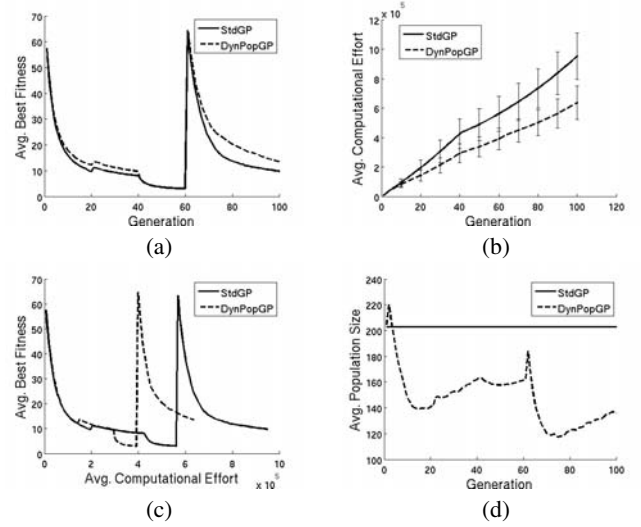 70
60
50
40
30
20
10
0
0 20 40 60 80 100
Avg. Best Fitness
Generation
StdGP
DynPopGP
(a)
x 10 5
12
10
8
6
4
2
0
0 20 40 60 80 100 120
Avg. Computational Effort
Generation
StdGP
DynPopGP
(b)
70
60
50
40
30
20
10
0
0 2 4 6 8 10
x 10 5
Avg. Best Fitness
Avg. Computational Effort
StdGP
DynPopGP
(c)
240
220
200
180
160
140
120
100
0 20 40 60 80 100
Avg. Population Size
Generation
StdGP
DynPopGP
(d)